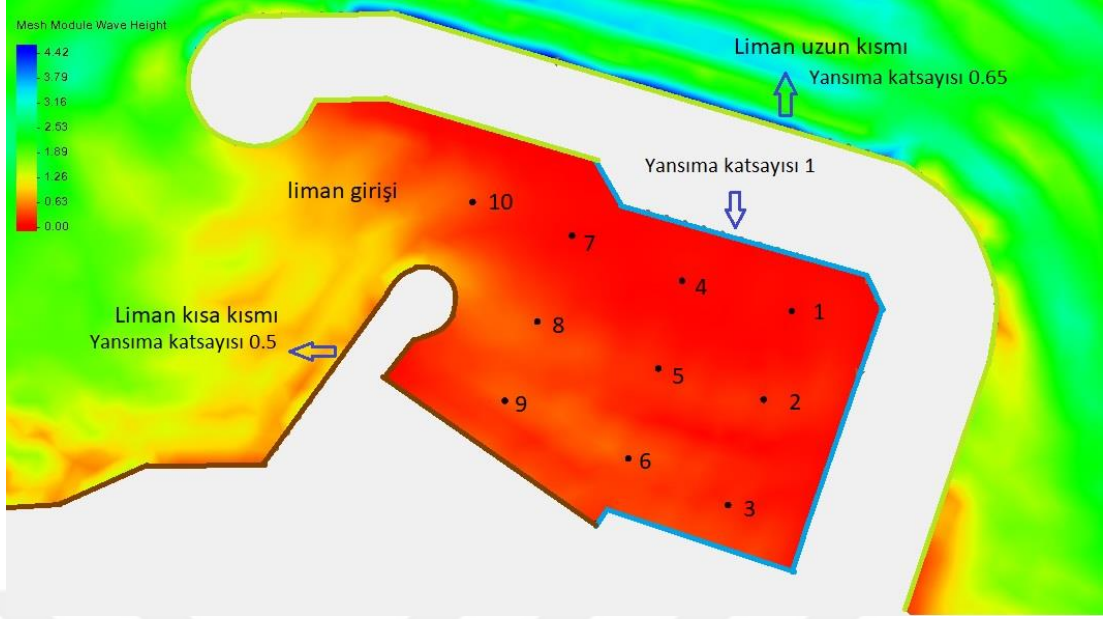 Mesh Module Wave Height
4.42
3.79
3.16
2.53
1.89
1.26
0.63
0.00
Liman uzun kısmı
Yansıma katsayısı 0.65
Yansıma katsayısı 1
liman girişi
10
7
4
1
Liman kısa kısmı
Yansıma katsayısı 0.5
8
5
2
9
6
3